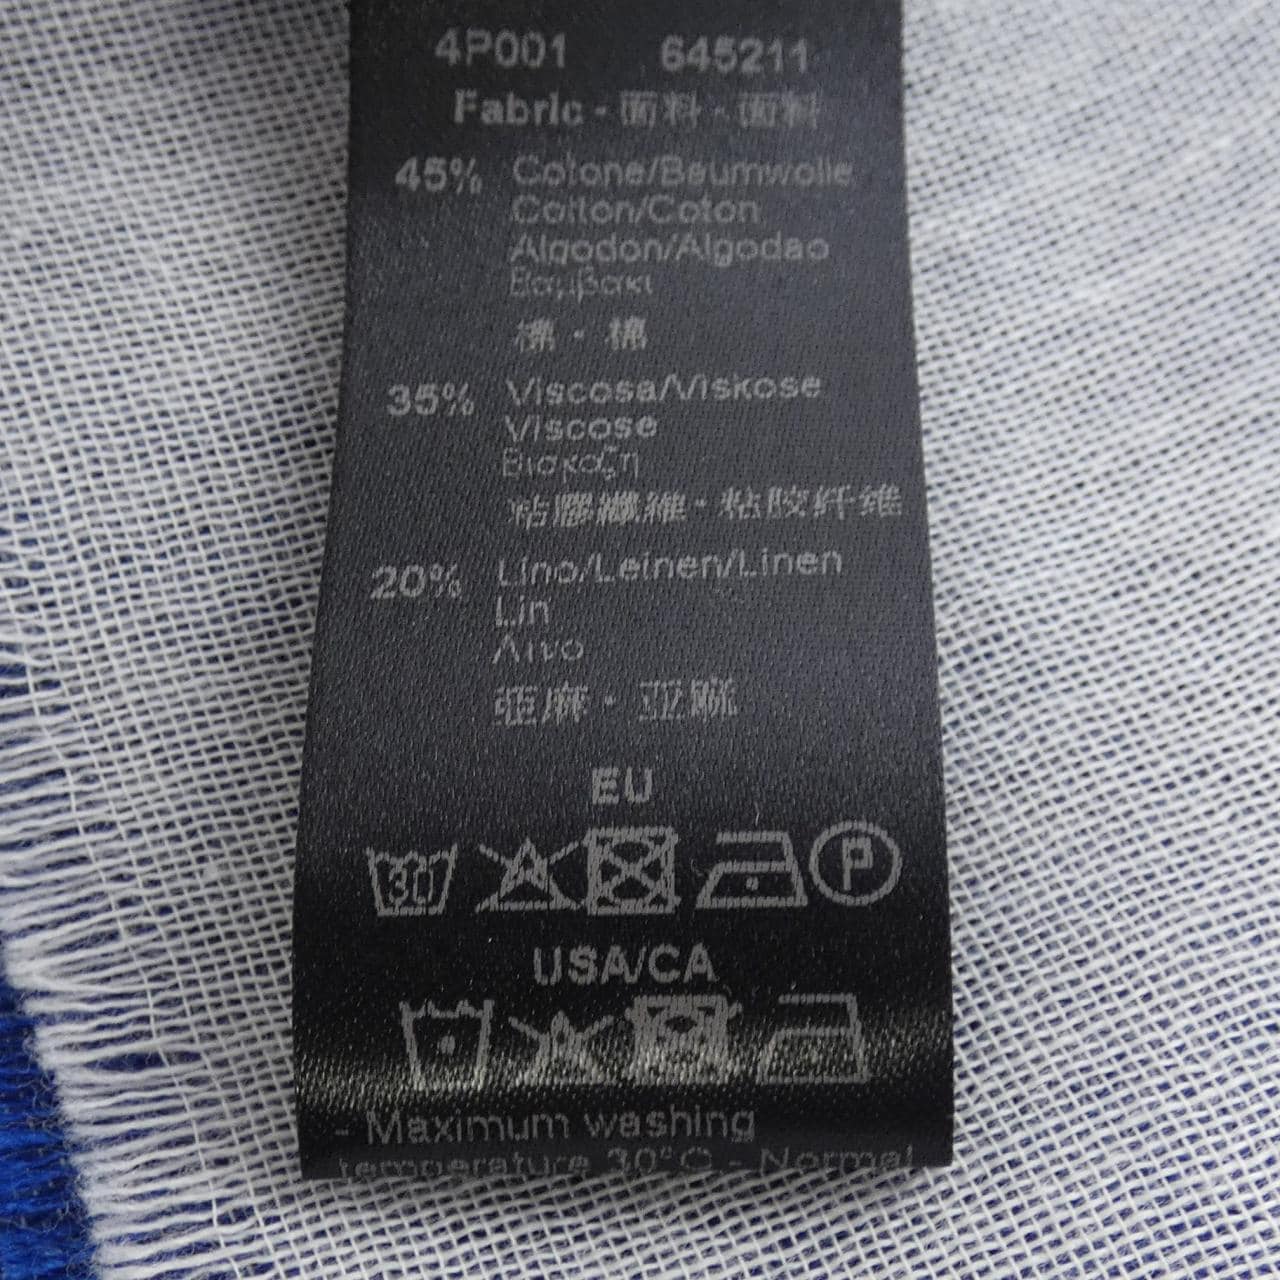 4P001 645211
Fabric - 面料 - 面料
45% Cotone/Baumwolle
Cotton/Coton
Algodon/Algodao
Βαμβακι
棉 · 棉
35% Viscosa/Viskose
Viscose
Βισκοζη
粘膠纖維 · 粘胶纤维
20% Lino/Leinen/Linen
Lin
Λινο
亞麻 · 亚麻
EU
30 P
USA/CA
- Maximum washing
temperature 30°C - Normal